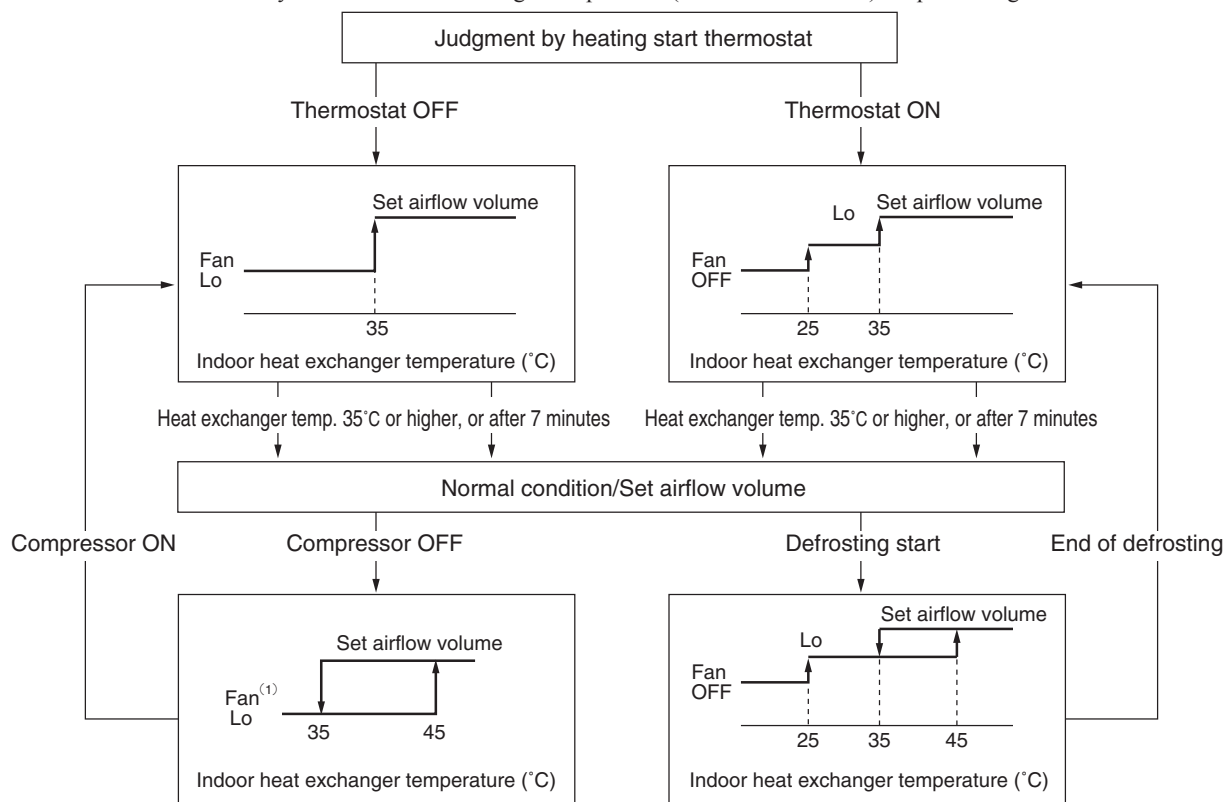 Judgment by heating start thermostat
Thermostat OFF
Thermostat ON
Set airflow volume
Fan
Lo
35
Indoor heat exchanger temperature (˚C)
Set airflow volume
Lo
Fan
OFF
25 35
Indoor heat exchanger temperature (˚C)
Heat exchanger temp. 35˚C or higher, or after 7 minutes
Heat exchanger temp. 35˚C or higher, or after 7 minutes
Normal condition/Set airflow volume
Compressor ON
Compressor OFF
Defrosting start
End of defrosting
Set airflow volume
Fan(1)
Lo
35 45
Indoor heat exchanger temperature (˚C)
Set airflow volume
Lo
Fan
OFF
25 35 45
Indoor heat exchanger temperature (˚C)